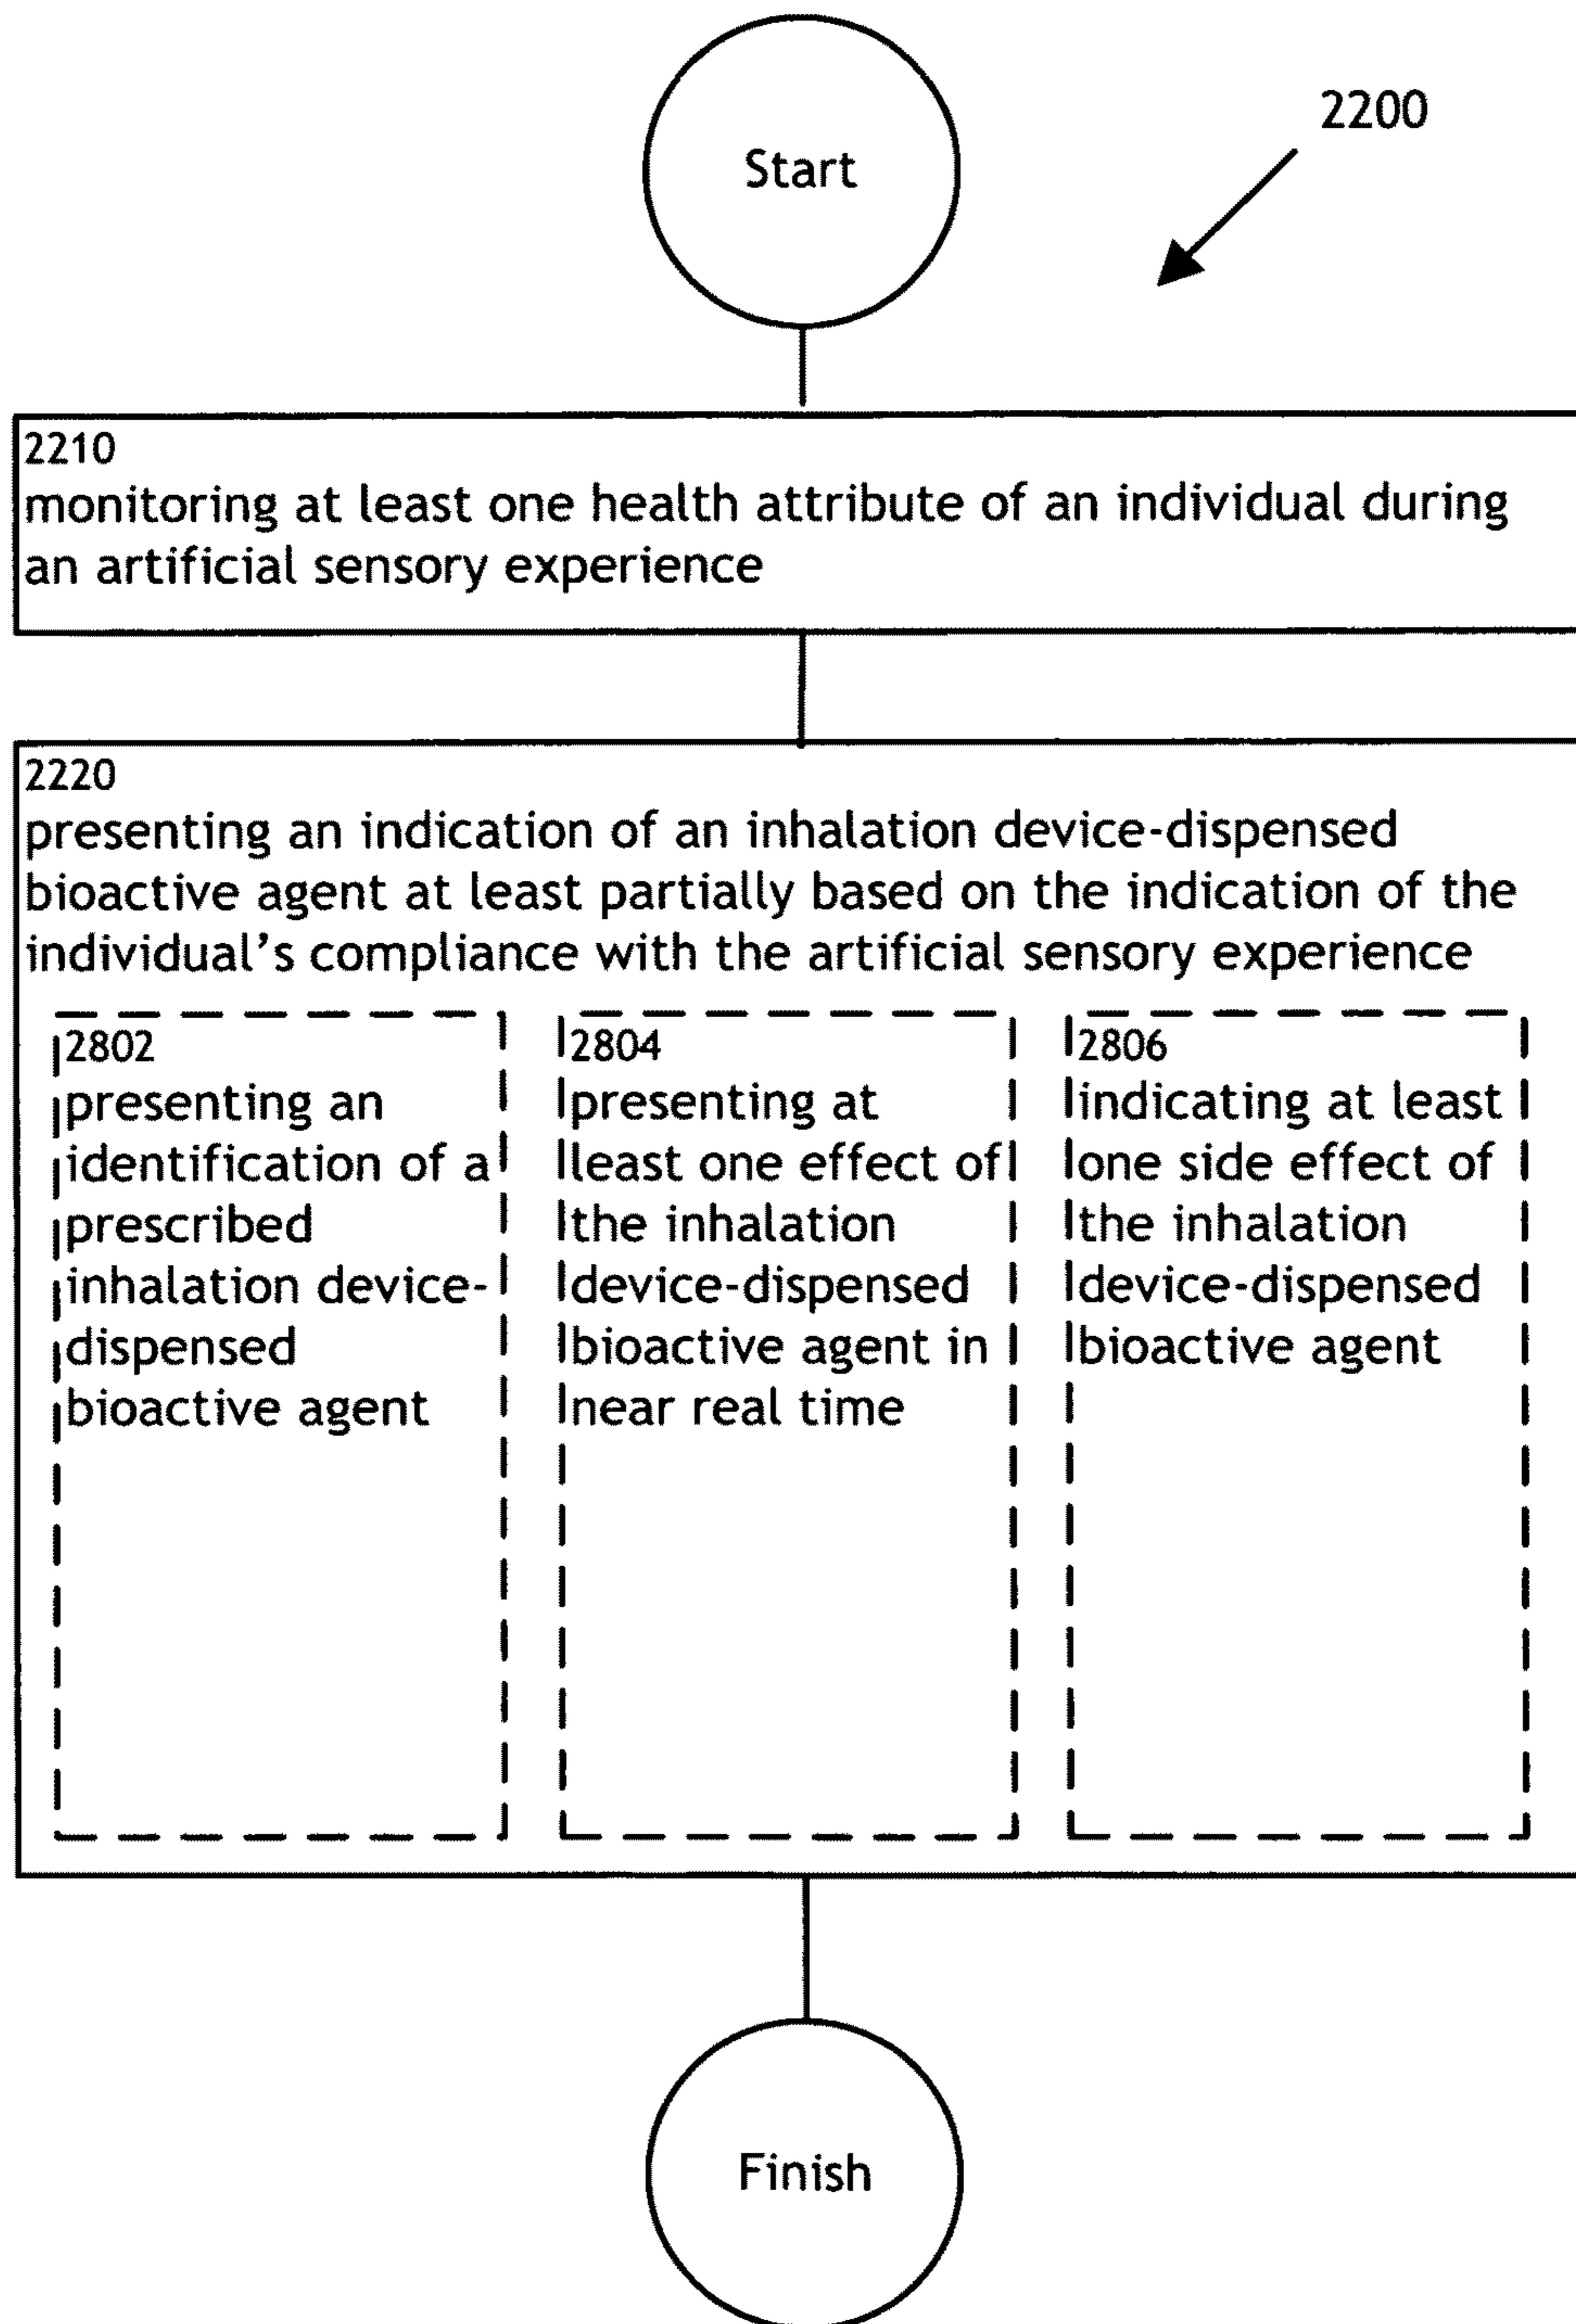 Start
2200
2210
monitoring at least one health attribute of an individual during
an artificial sensory experience
2220
presenting an indication of an inhalation device-dispensed
bioactive agent at least partially based on the indication of the
individual's compliance with the artificial sensory experience
2802
presenting an
identification of a
prescribed
inhalation device-
dispensed
bioactive agent
2804
presenting at
least one effect of
the inhalation
device-dispensed
bioactive agent in
near real time
2806
indicating at least
one side effect of
the inhalation
device-dispensed
bioactive agent
Finish